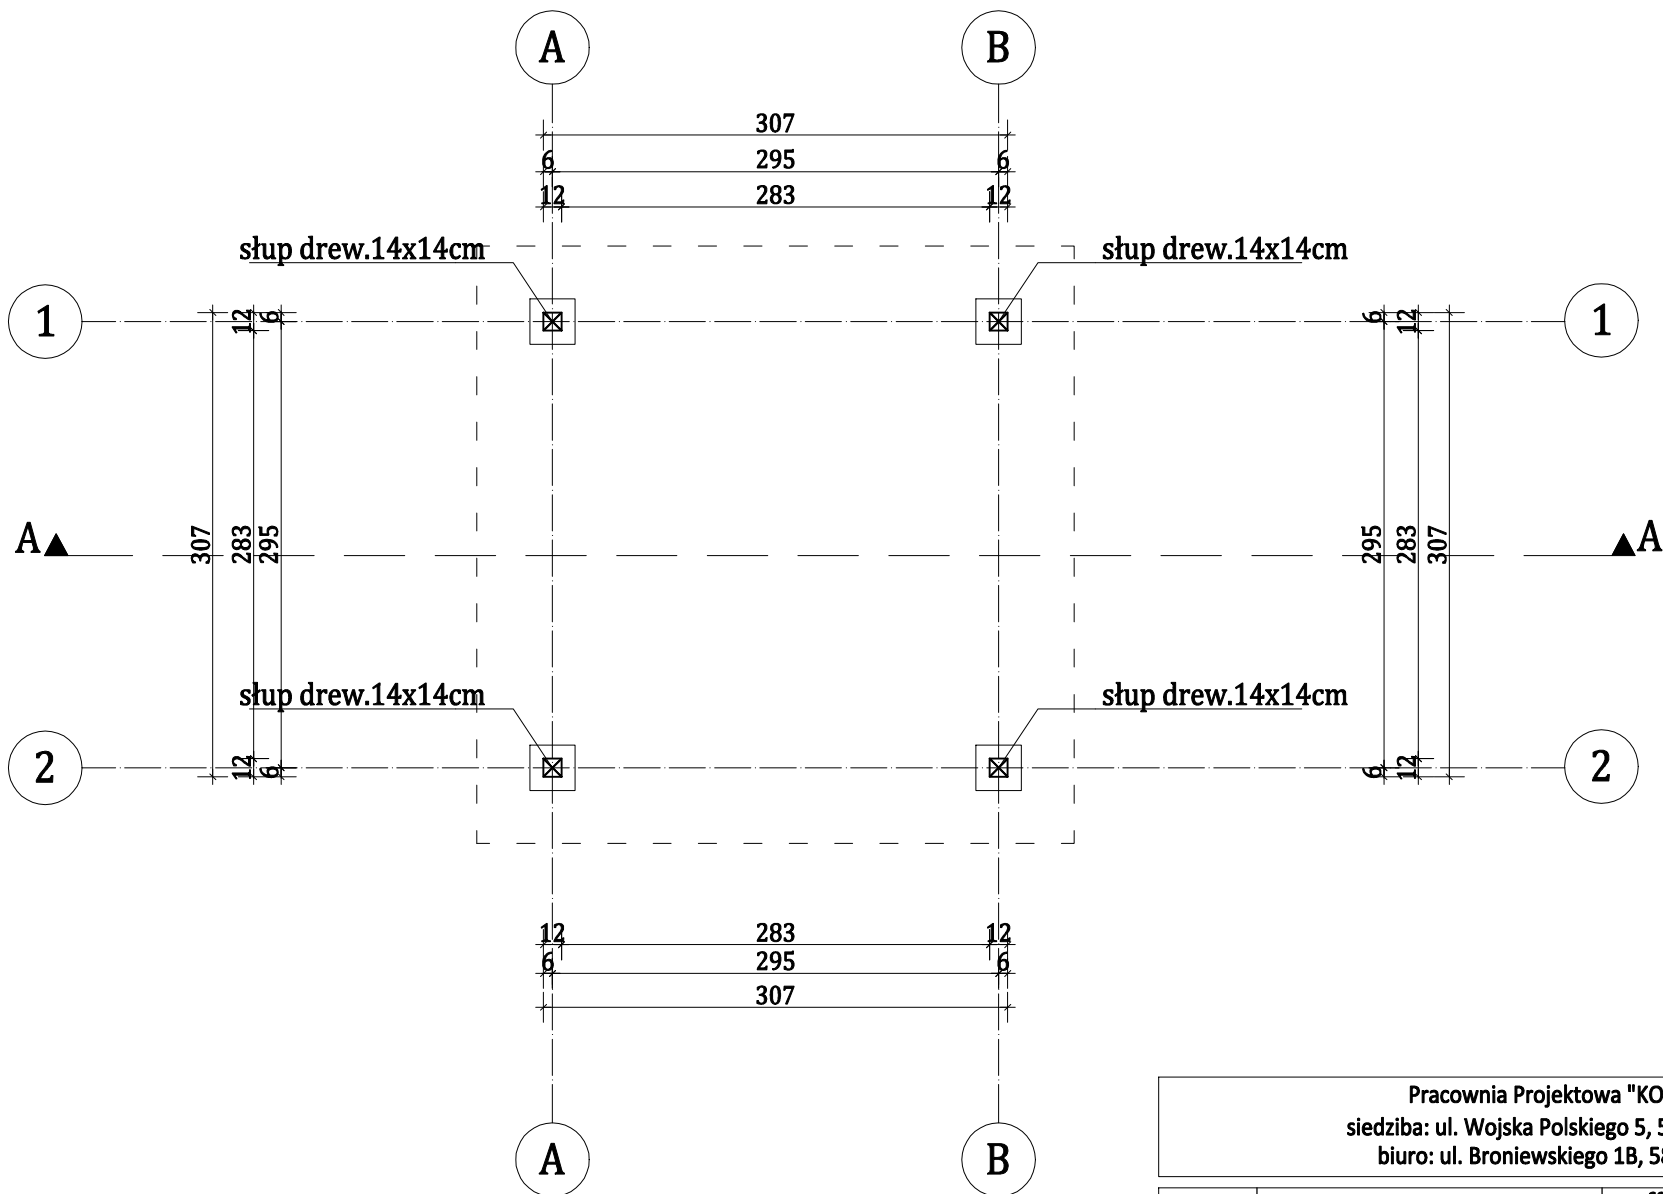 A B
307
6 295 6
12 283 12
słup drew.14x14cm słup drew.14x14cm
1 12 6 6 12 1
A 307 283 295 295 283 307 A
słup drew.14x14cm słup drew.14x14cm
2 12 6 6 12 2
12 283 12
6 295 6
307
Pracownia Projektowa "KO
siedziba: ul. Wojska Polskiego 5, 5
biuro: ul. Broniewskiego 1B, 58
A B